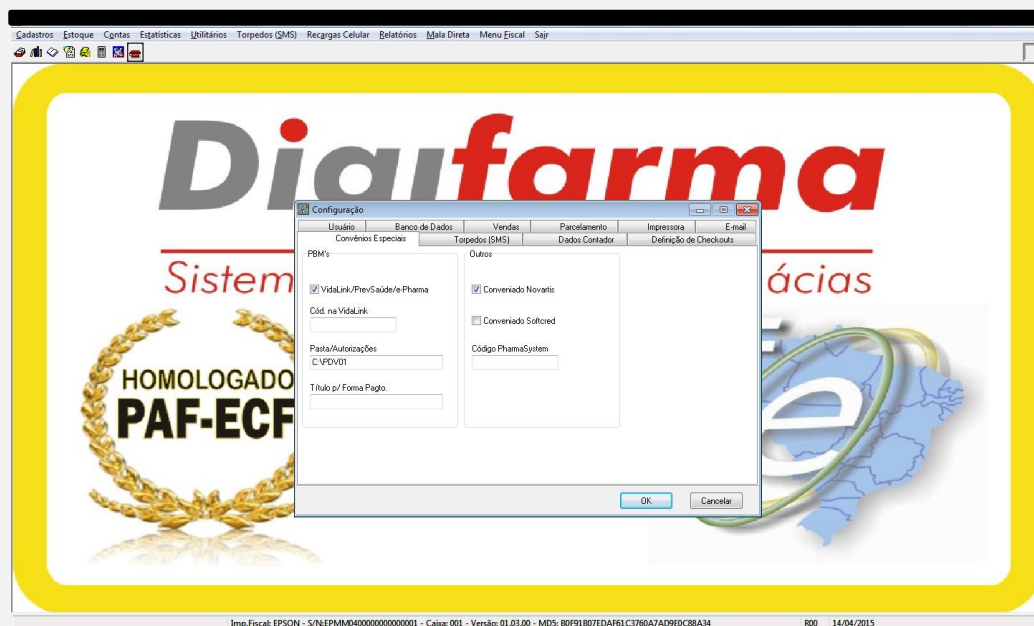 Cadastros Estoque Contas Estatísticas Utilitários Torpedos (SMS) Recargas Celular Relatórios Mala Direta Menu Fiscal Sair
Digifarma
Configuração
Usuário Banco de Dados Vendas Parcelamento Impressora E-mail
Convênios Especiais Torpedos (SMS) Dados Contador Definição de Checkouts
PBM's Outros
Sistem ácias
VidaLink/PrevSaúde/e-Pharma Conveniado Novartis
Cód. na VidaLink
Conveniado Softcred
Pasta/Autorizações Código PharmaSystem
C:\PDV01
Título p/ Forma Pagto.
HOMOLOGADO
PAF-ECF
e
OK Cancelar
Imp.Fiscal: EPSON - S/N:EPMM0400000000000001 - Caixa: 001 - Versão: 01.03.00 - MD5: B0F91B07EDAF61C3760A7AD9E0C88A34 R00 14/04/2015